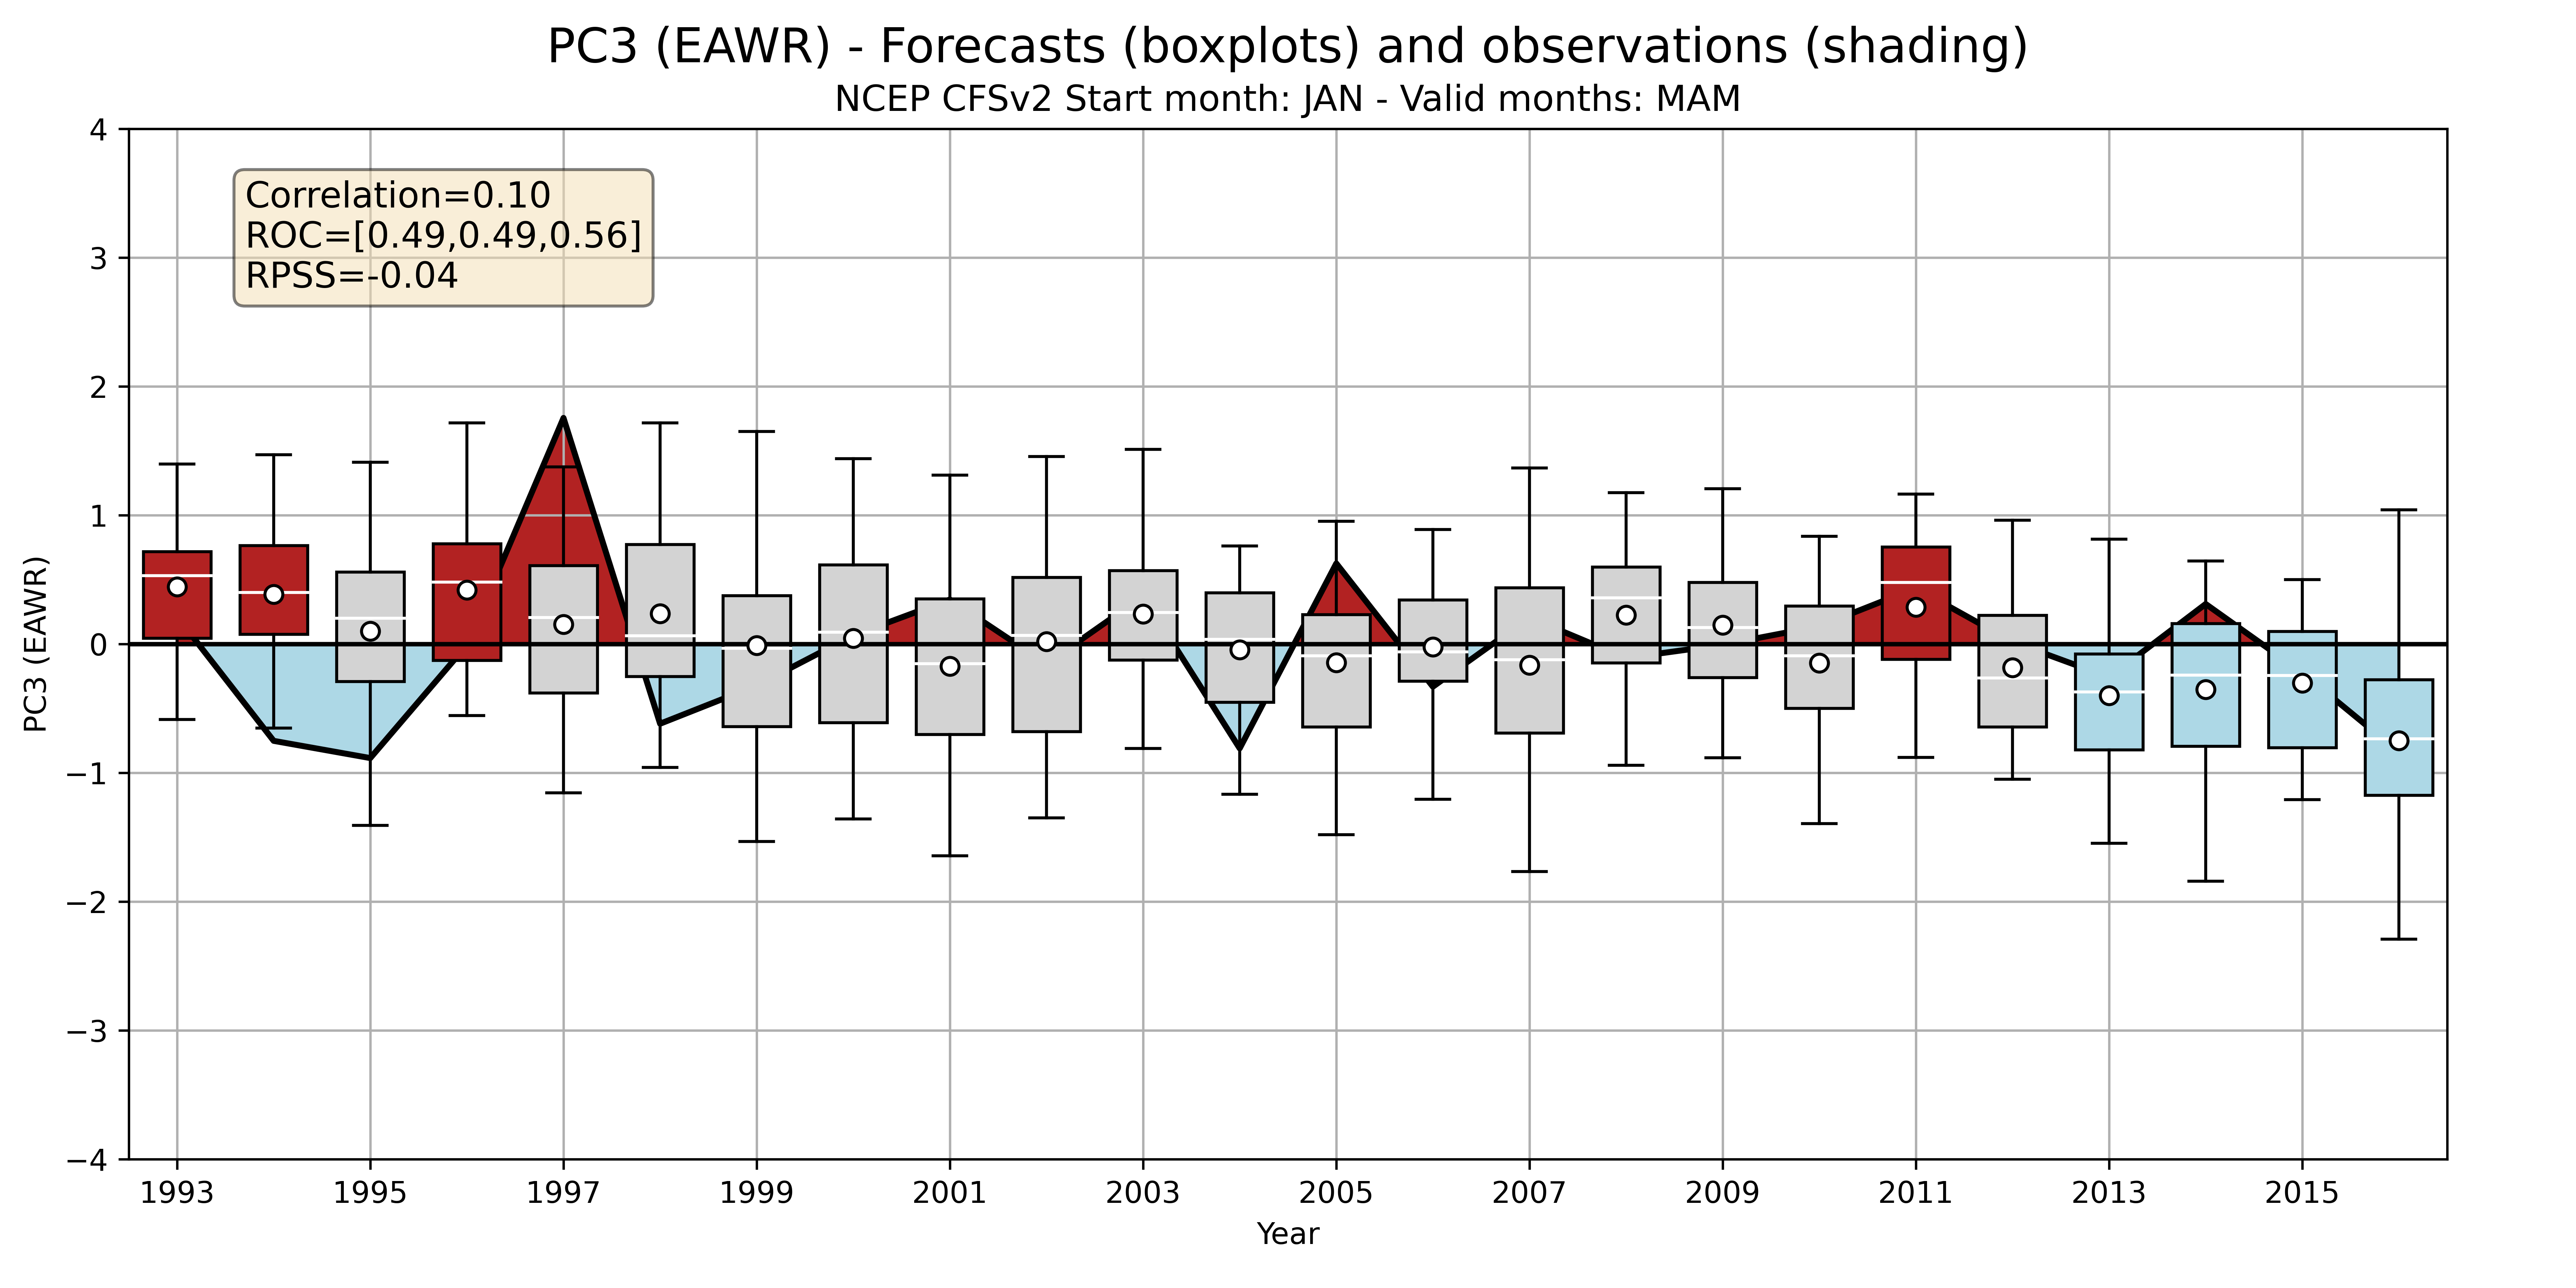 PC3 (EAWR) - Forecasts (boxplots) and observations (shading)
NCEP CFSv2 Start month: JAN - Valid months: MAM
Correlation=0.10
ROC=[0.49,0.49,0.56]
RPSS=-0.04
PC3 (EAWR)
4
3
2
1
0
−1
−2
−3
−4
1993 1995 1997 1999 2001 2003 2005 2007 2009 2011 2013 2015
Year